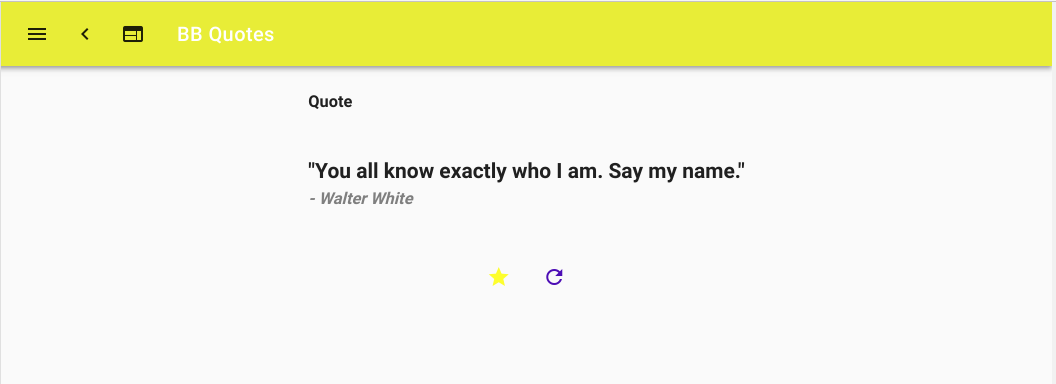 BB Quotes
Quote
"You all know exactly who I am. Say my name."
- Walter White